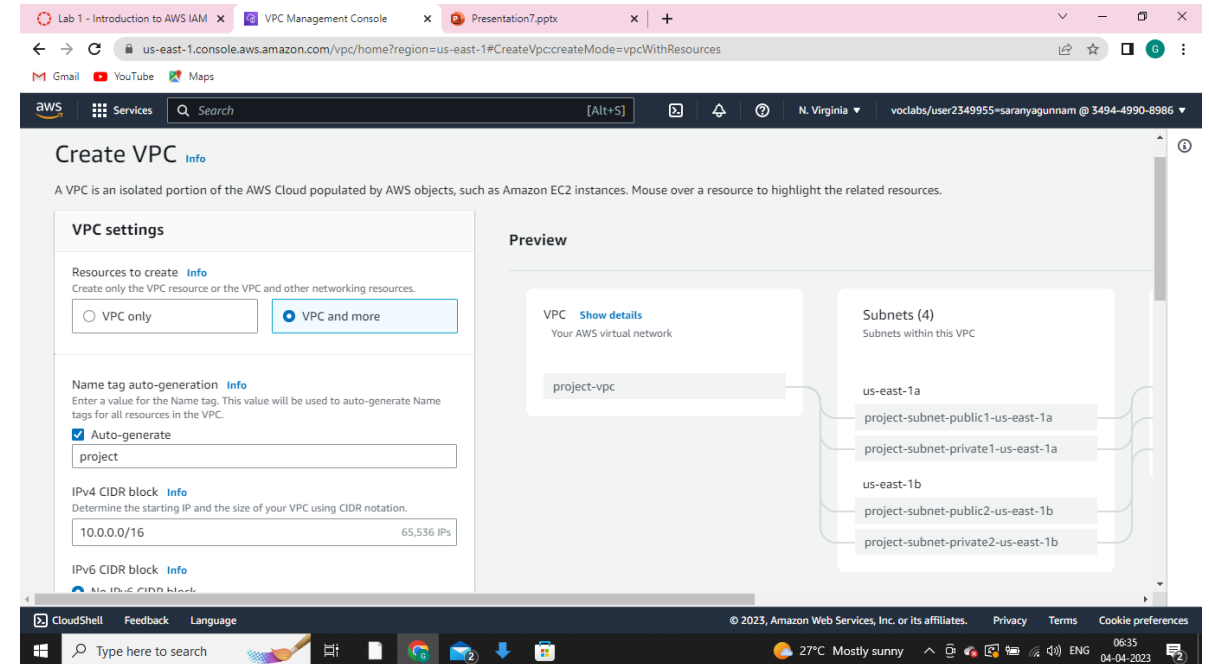 Lab 1 - Introduction to AWS IAM
VPC Management Console
Presentation7.pptx
us-east-1.console.aws.amazon.com/vpc/home?region=us-east-1#CreateVpc:createMode=vpcWithResources
G
Gmail
YouTube
Maps
aws
Services
Search
[Alt+S]
N. Virginia
voclabs/user2349955=saranyagunnam @ 3494-4990-8986
Create VPC Info
A VPC is an isolated portion of the AWS Cloud populated by AWS objects, such as Amazon EC2 instances. Mouse over a resource to highlight the related resources.
VPC settings
Resources to create Info
Create only the VPC resource or the VPC and other networking resources.
VPC only
VPC and more
Name tag auto-generation Info
Enter a value for the Name tag. This value will be used to auto-generate Name
tags for all resources in the VPC.
Auto-generate
project
IPv4 CIDR block Info
Determine the starting IP and the size of your VPC using CIDR notation.
10.0.0.0/16
65,536 IPs
IPv6 CIDR block Info
No IPv6 CIDR block
Preview
VPC Show details
Your AWS virtual network
project-vpc
Subnets (4)
Subnets within this VPC
us-east-1a
project-subnet-public1-us-east-1a
project-subnet-private1-us-east-1a
us-east-1b
project-subnet-public2-us-east-1b
project-subnet-private2-us-east-1b
CloudShell
Feedback
Language
© 2023, Amazon Web Services, Inc. or its affiliates.
Privacy
Terms
Cookie preferences
Type here to search
2
27°C Mostly sunny
ENG
06:35
04-04-2023
2